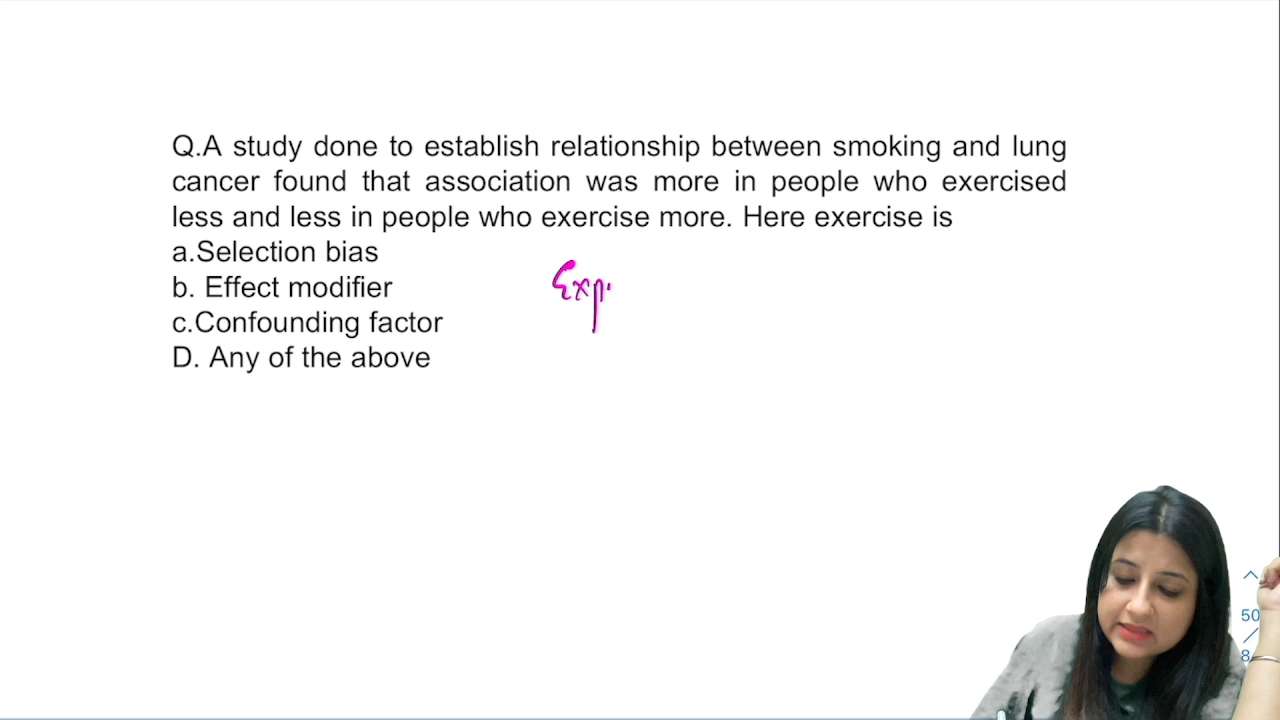 Q.A study done to establish relationship between smoking and lung
cancer found that association was more in people who exercised
less and less in people who exercise more. Here exercise is
a.Selection bias
b. Effect modifier
Exp.
c.Confounding factor
D. Any of the above
50
/
8